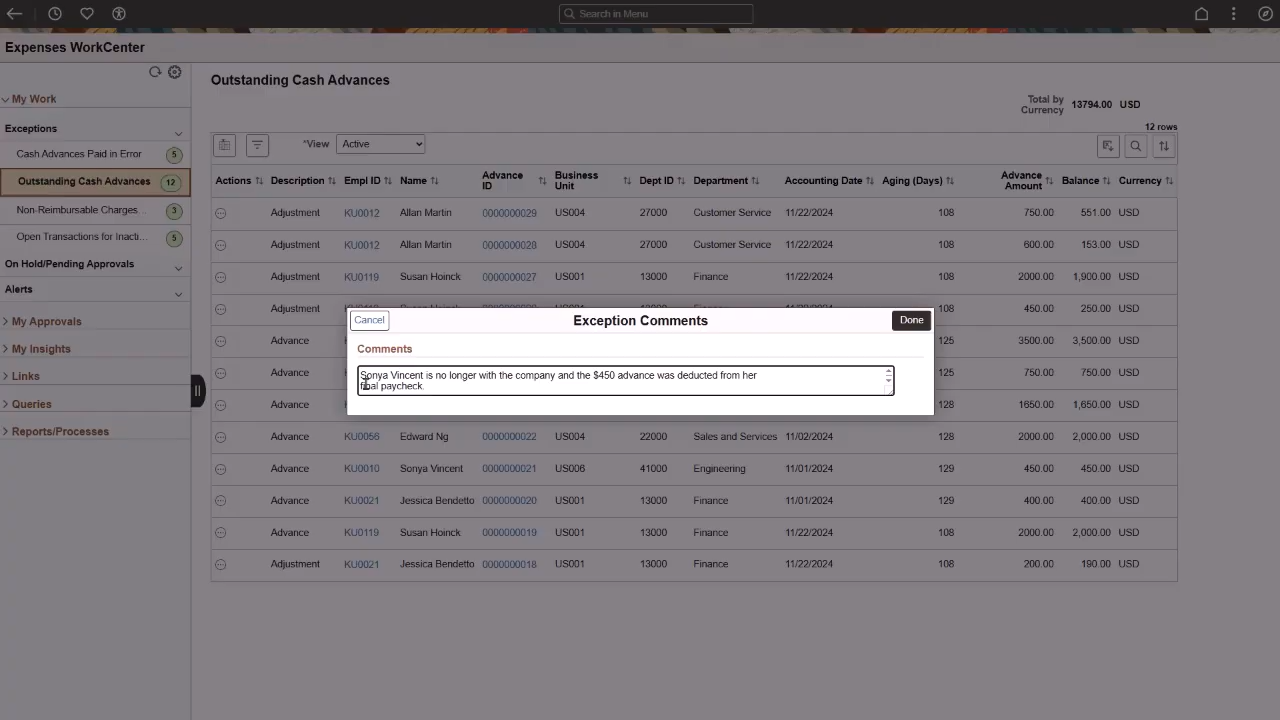 Search in Menu
Expenses WorkCenter
My Work
Exceptions
Cash Advances Paid in Error 5
Outstanding Cash Advances 12
Non-Reimbursable Charges... 3
Open Transactions for Inacti... 5
On Hold/Pending Approvals
Alerts
My Approvals
My Insights
Links
Queries
Reports/Processes
Outstanding Cash Advances
Total by Currency 13794.00 USD
12 rows
*View Active
Actions Description Empl ID Name Advance ID Business Unit Dept ID Department Accounting Date Aging (Days) Advance Amount Balance Currency
Adjustment KU0012 Allan Martin 0000000029 US004 27000 Customer Service 11/22/2024 108 750.00 551.00 USD
Adjustment KU0012 Allan Martin 0000000028 US004 27000 Customer Service 11/22/2024 108 600.00 153.00 USD
Adjustment KU0119 Susan Hoinck 0000000027 US001 13000 Finance 11/22/2024 108 2000.00 1,900.00 USD
Adjustment 108 450.00 250.00 USD
Advance 125 3500.00 3,500.00 USD
Advance 125 750.00 750.00 USD
Advance 128 1650.00 1,650.00 USD
Advance KU0056 Edward Ng 0000000022 US004 22000 Sales and Services 11/02/2024 128 2000.00 2,000.00 USD
Advance KU0010 Sonya Vincent 0000000021 US006 41000 Engineering 11/01/2024 129 450.00 450.00 USD
Advance KU0021 Jessica Bendetto 0000000020 US001 13000 Finance 11/01/2024 129 400.00 400.00 USD
Advance KU0119 Susan Hoinck 0000000019 US001 13000 Finance 11/22/2024 108 2000.00 2,000.00 USD
Adjustment KU0021 Jessica Bendetto 0000000018 US001 13000 Finance 11/22/2024 108 200.00 190.00 USD
Cancel Exception Comments Done
Comments
Sonya Vincent is no longer with the company and the $450 advance was deducted from her
final paycheck.